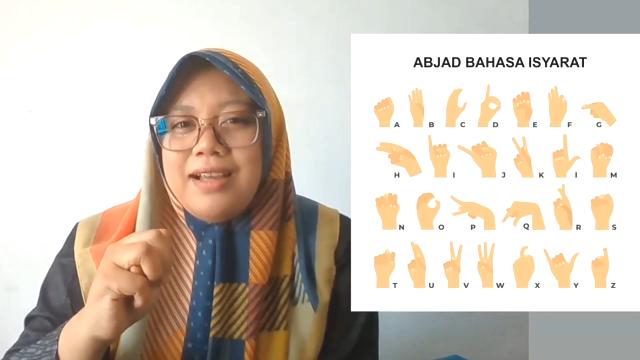 ABJAD BAHASA ISYARAT
A B C D E F G
H I J K L M
N O P Q R S
T U V W X Y Z